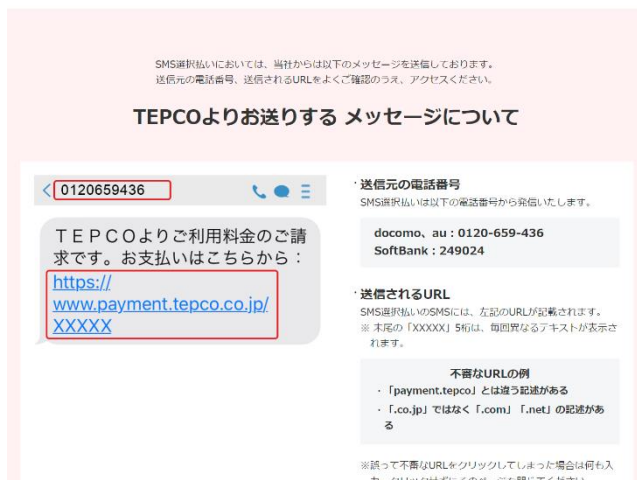 SMS選択払いにおいては、当社からは以下のメッセージを送信しております。
送信元の電話番号、送信されるURLをよくご確認のうえ、アクセスください。
TEPCOよりお送りする メッセージについて
0120659436
ＴＥＰＣＯよりご利用料金のご請
求です。お支払いはこちらから：
https://
www.payment.tepco.co.jp/
XXXXX
・送信元の電話番号
SMS選択払いは以下の電話番号から発信いたします。
docomo、au：0120-659-436
SoftBank：249024
・送信されるURL
SMS選択払いのSMSには、左記のURLが記載されます。
※ 末尾の「XXXXX」5桁は、毎回異なるテキストが表示さ
れます。
不審なURLの例
・「payment.tepco」とは違う記述がある
・「.co.jp」ではなく「.com」「.net」の記述があ
る
※誤って不審なURLをクリックしてしまった場合は何も入